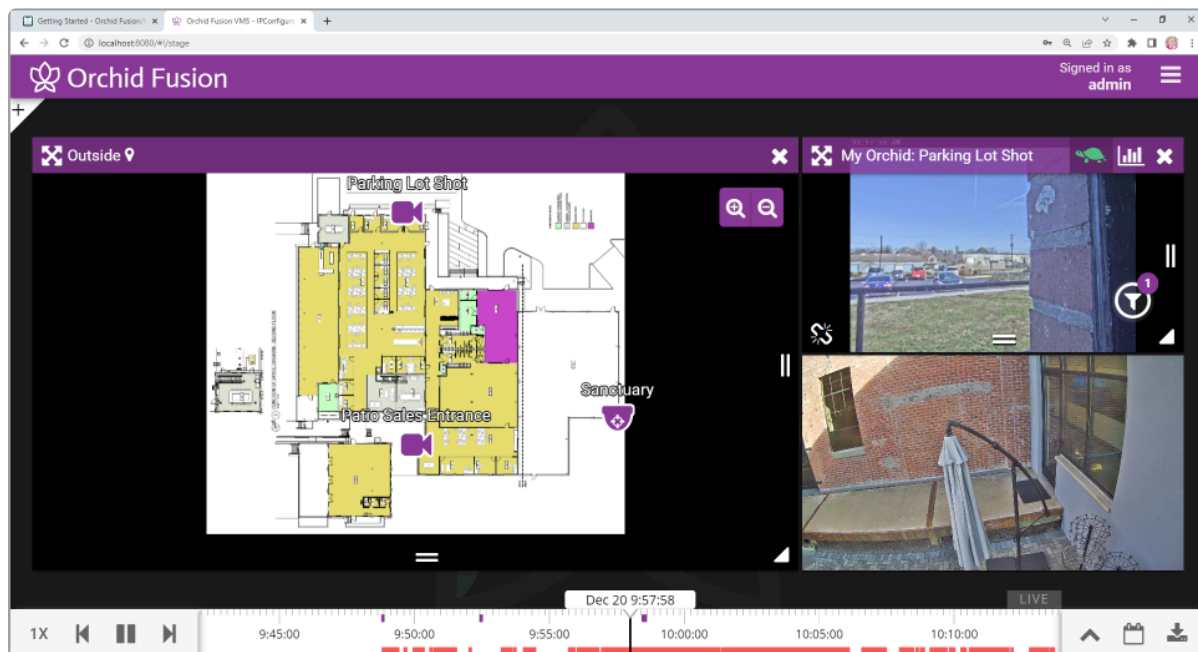 Getting Started - Orchid Fusion/
Orchid Fusion VMS - IPConfigure
localhost:8080/#!/stage
Orchid Fusion
Signed in as
admin
Outside
My Orchid: Parking Lot Shot
Parking Lot Shot
1
Sanctuary
Patio Sales Entrance
Dec 20 9:57:58
LIVE
1X
9:45:00
9:50:00
9:55:00
10:00:00
10:05:00
10:10:00